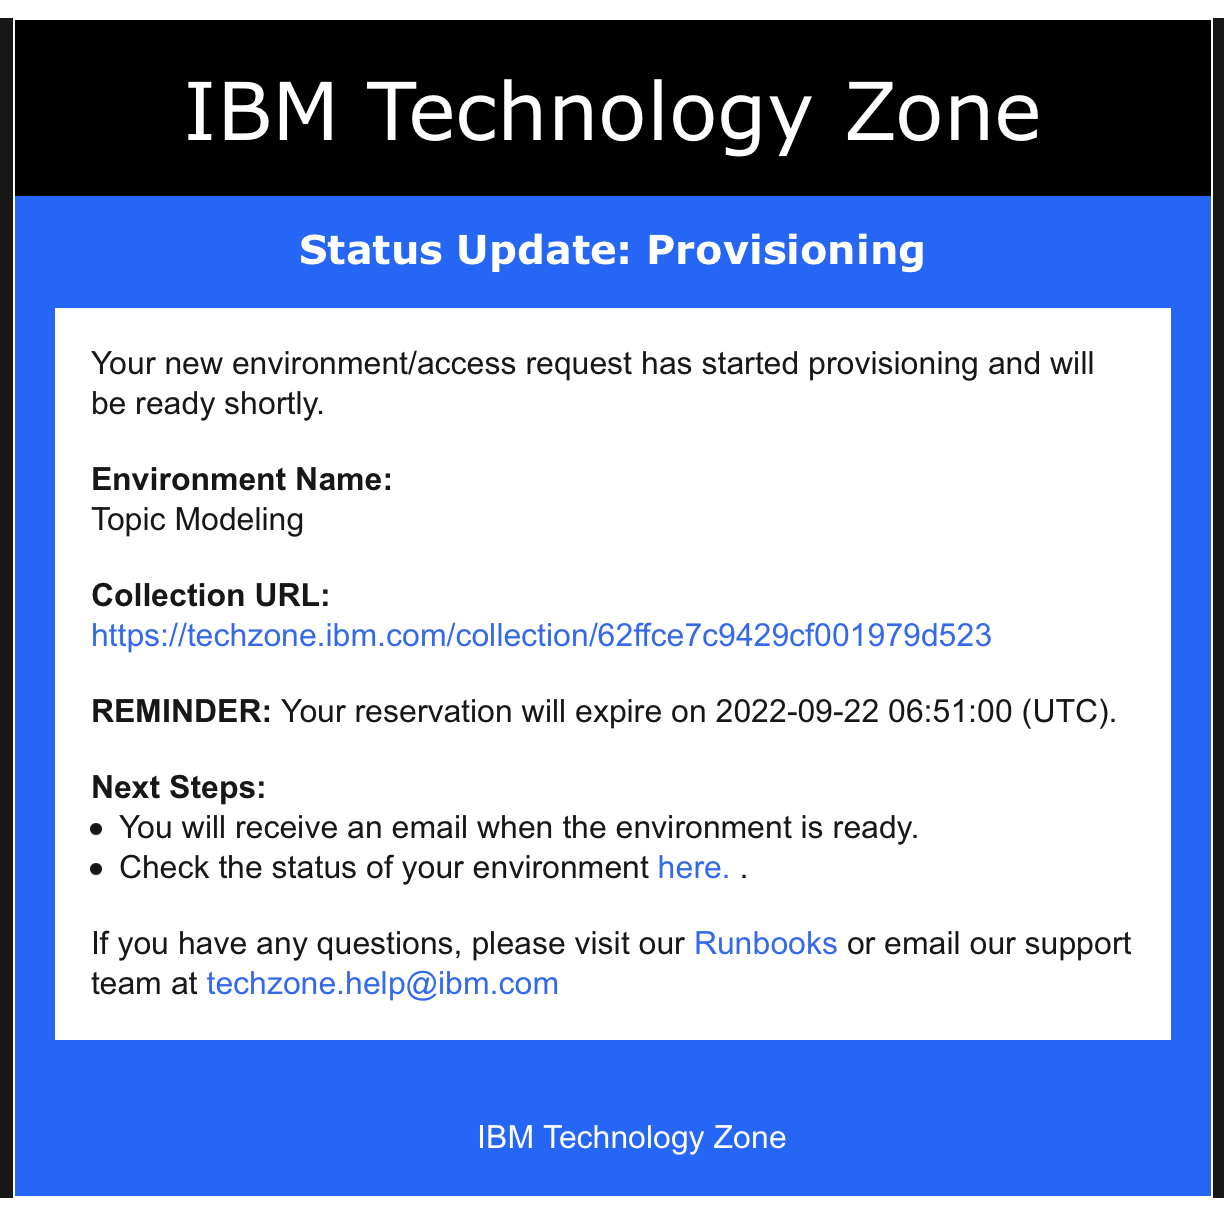 IBM Technology Zone
Status Update: Provisioning
Your new environment/access request has started provisioning and will
be ready shortly.
Environment Name:
Topic Modeling
Collection URL:
https://techzone.ibm.com/collection/62ffce7c9429cf001979d523
REMINDER: Your reservation will expire on 2022-09-22 06:51:00 (UTC).
Next Steps:
• You will receive an email when the environment is ready.
• Check the status of your environment here. .
If you have any questions, please visit our Runbooks or email our support
team at techzone.help@ibm.com
IBM Technology Zone